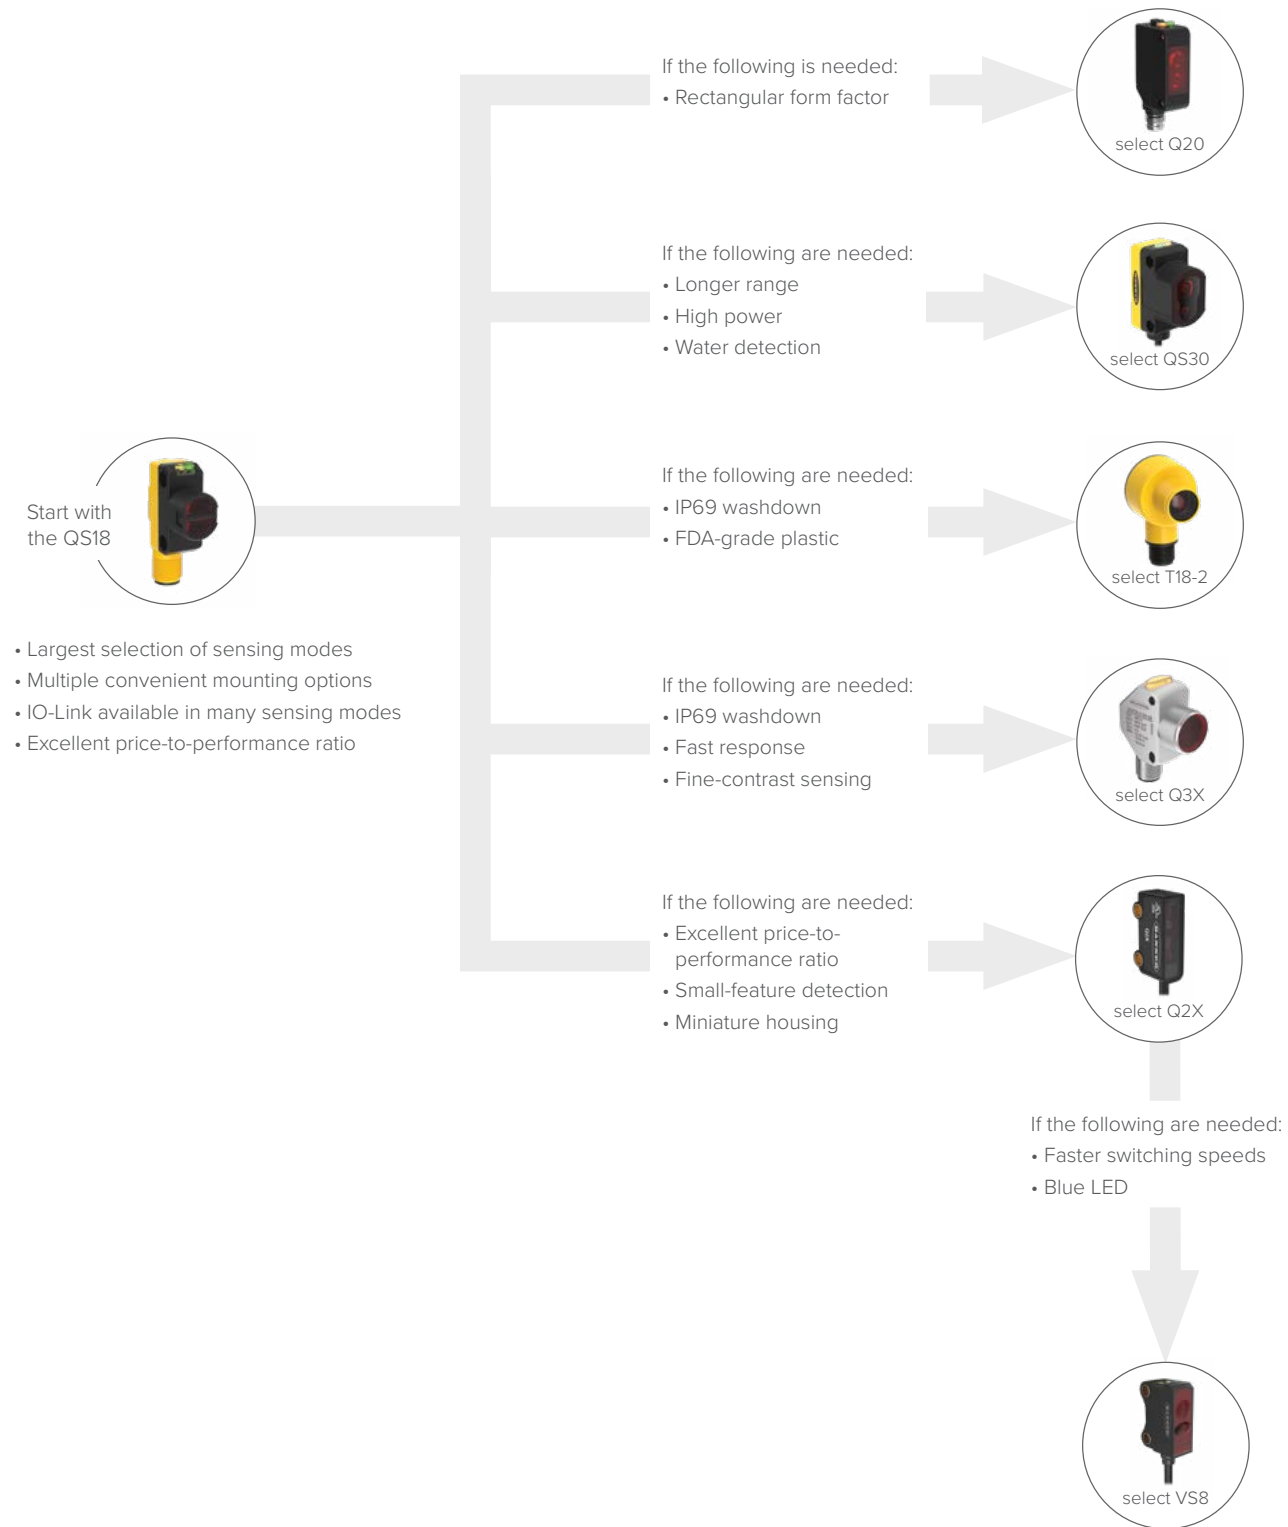 If the following is needed:
• Rectangular form factor
select Q20
If the following are needed:
• Longer range
• High power
• Water detection
select QS30
Start with
the QS18
• Largest selection of sensing modes
• Multiple convenient mounting options
• IO-Link available in many sensing modes
• Excellent price-to-performance ratio
If the following are needed:
• IP69 washdown
• FDA-grade plastic
select T18-2
If the following are needed:
• IP69 washdown
• Fast response
• Fine-contrast sensing
select Q3X
If the following are needed:
• Excellent price-to-
performance ratio
• Small-feature detection
• Miniature housing
BANNER
select Q2X
If the following are needed:
• Faster switching speeds
• Blue LED
select VS8